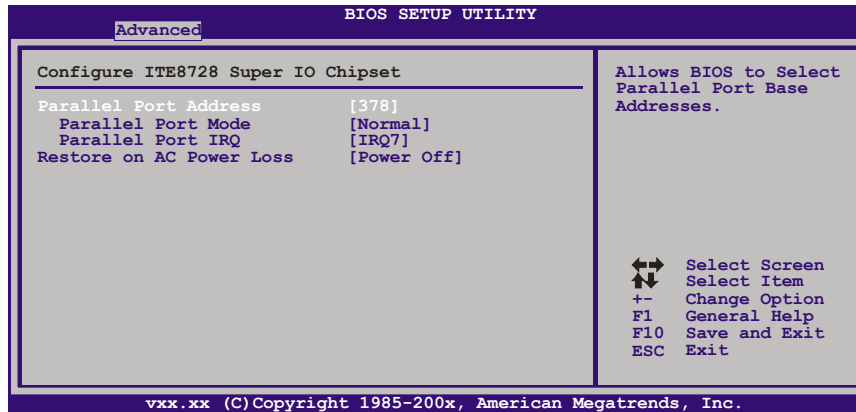 BIOS SETUP UTILITY
Advanced
Configure ITE8728 Super IO Chipset
Parallel Port Address [378]
Parallel Port Mode [Normal]
Parallel Port IRQ [IRQ7]
Restore on AC Power Loss [Power Off]
Allows BIOS to Select
Parallel Port Base
Addresses.
Select Screen
Select Item
+- Change Option
F1 General Help
F10 Save and Exit
ESC Exit
vxx.xx (C)Copyright 1985-200x, American Megatrends, Inc.